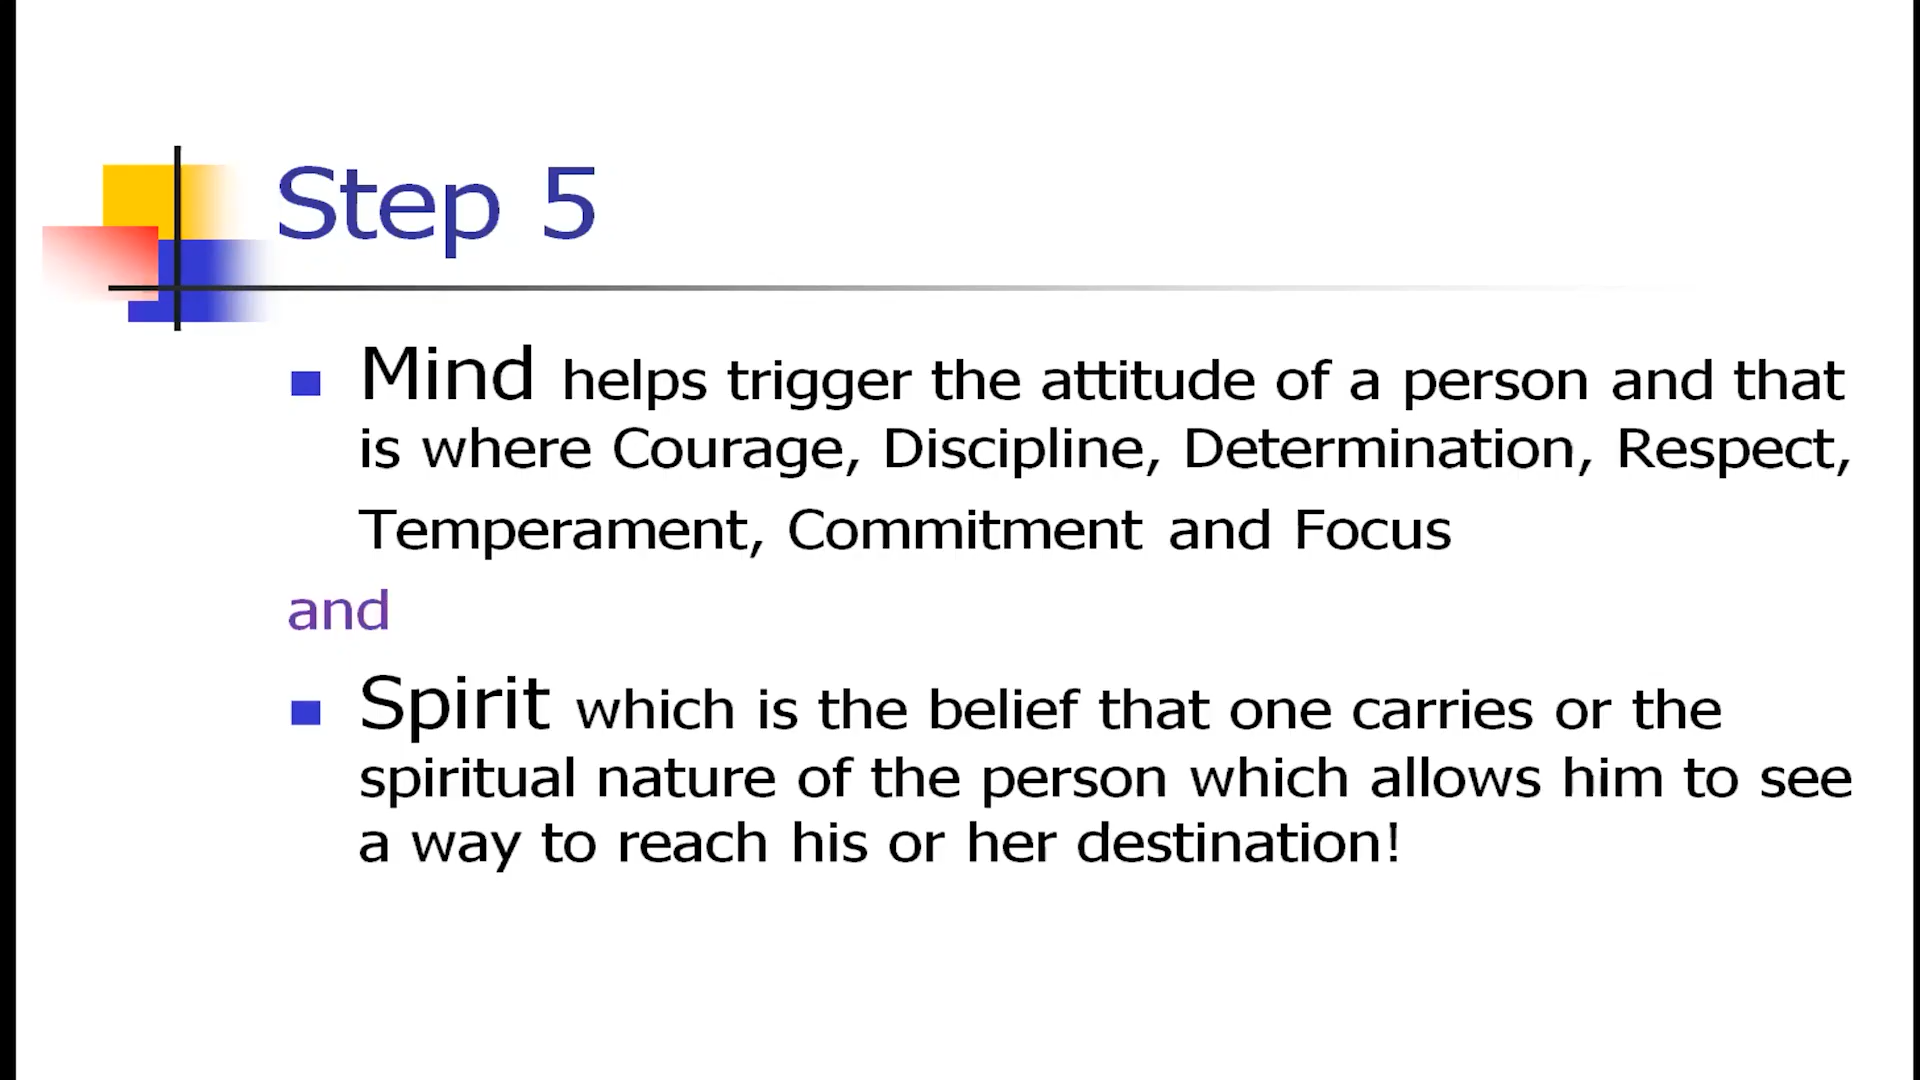 Step 5
Mind helps trigger the attitude of a person and that
is where Courage, Discipline, Determination, Respect,
Temperament, Commitment and Focus
and
Spirit which is the belief that one carries or the
spiritual nature of the person which allows him to see
a way to reach his or her destination!